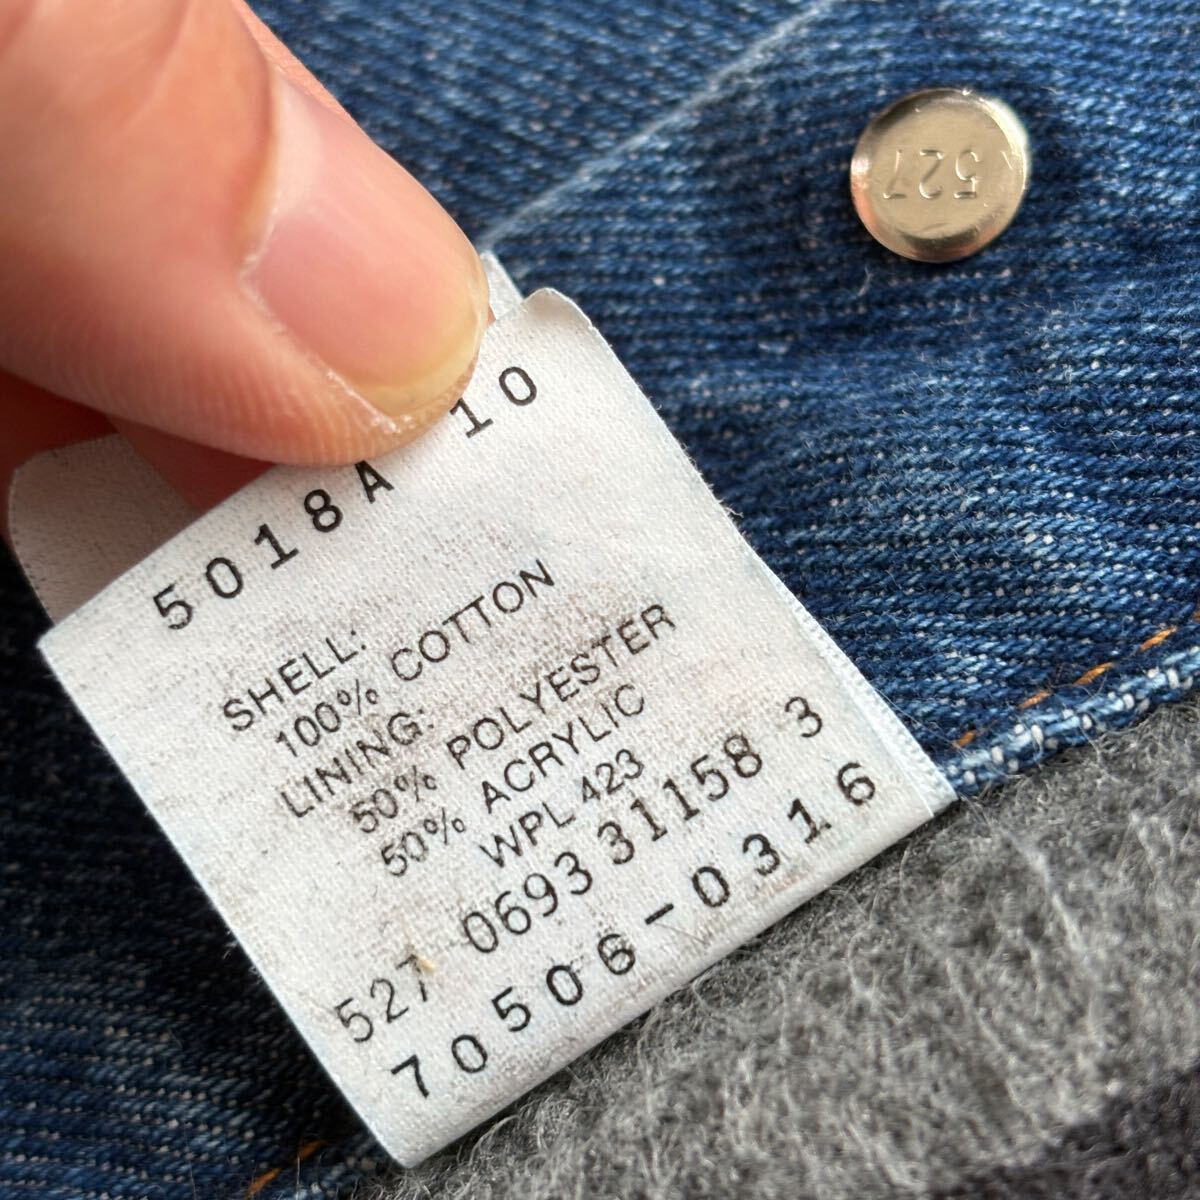 5018A 10
SHELL:
100% COTTON
LINING:
50% POLYESTER
50% ACRYLIC
WPL 423
527 0693 31158 3
70506-0316
527